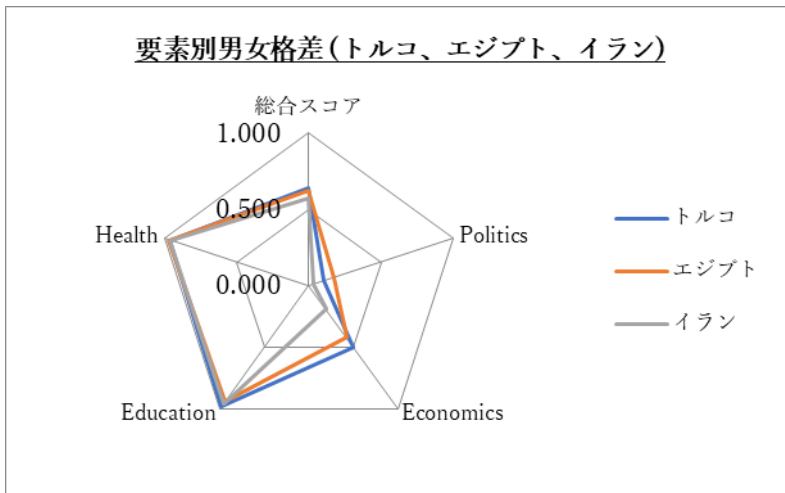 要素別男女格差(トルコ、エジプト、イラン)
総合スコア
1.000
0.500
0.000
Health
Politics
Education
Economics
トルコ
エジプト
イラン